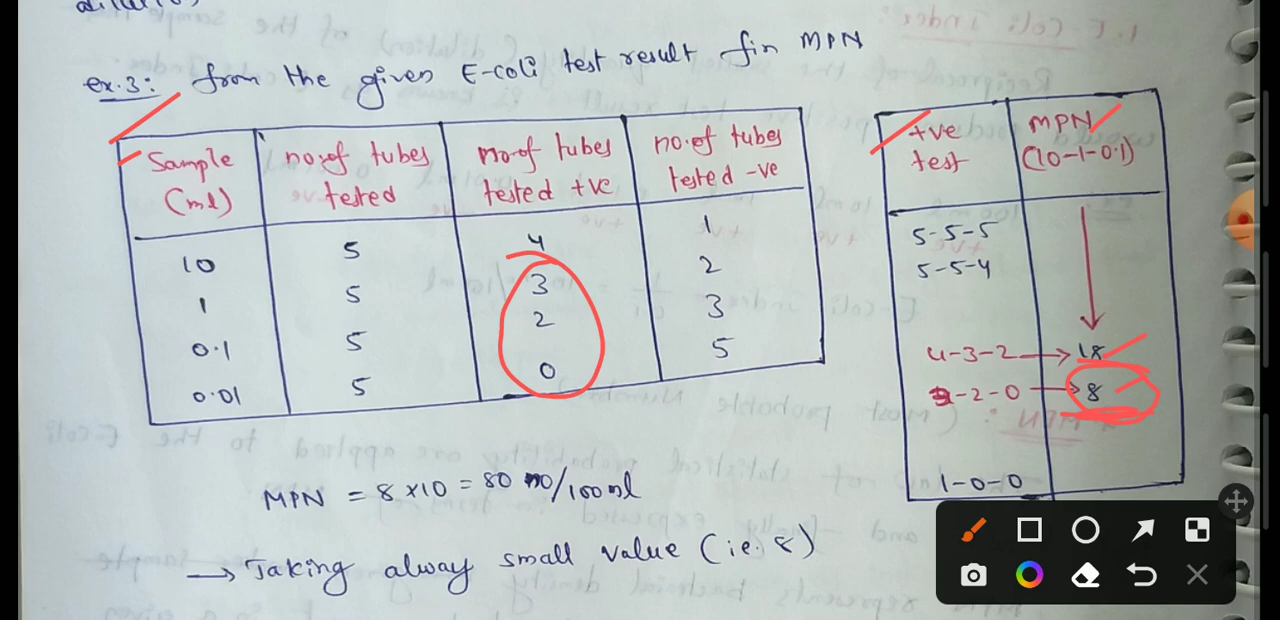 ex.3: from the given E-coli test result fin MPN
Sample (ml) | no.of tubes tested | no.of tubes tested +ve | no.of tubes tested -ve
10 | 5 | 4 | 1
1 | 5 | 3 | 2
0.1 | 5 | 2 | 3
0.01 | 5 | 0 | 5
+ve test | MPN (10-1-0.1)
5-5-5
5-5-4
4-3-2 → 18
3-2-0 → 8
1-0-0
MPN = 8 x10 = 80 no/100ml
→ Taking alway small value (ie. 8)